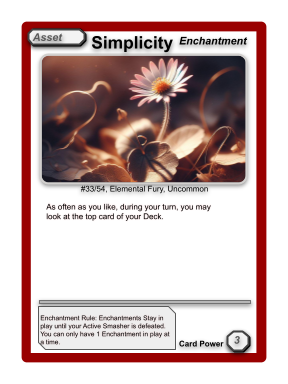 Asset Simplicity Enchantment
#33/54, Elemental Fury, Uncommon
As often as you like, during your turn, you may
look at the top card of your Deck.
Enchantment Rule: Enchantments Stay in
play until your Active Smasher is defeated.
You can only have 1 Enchantment in play at
a time.
Card Power 3